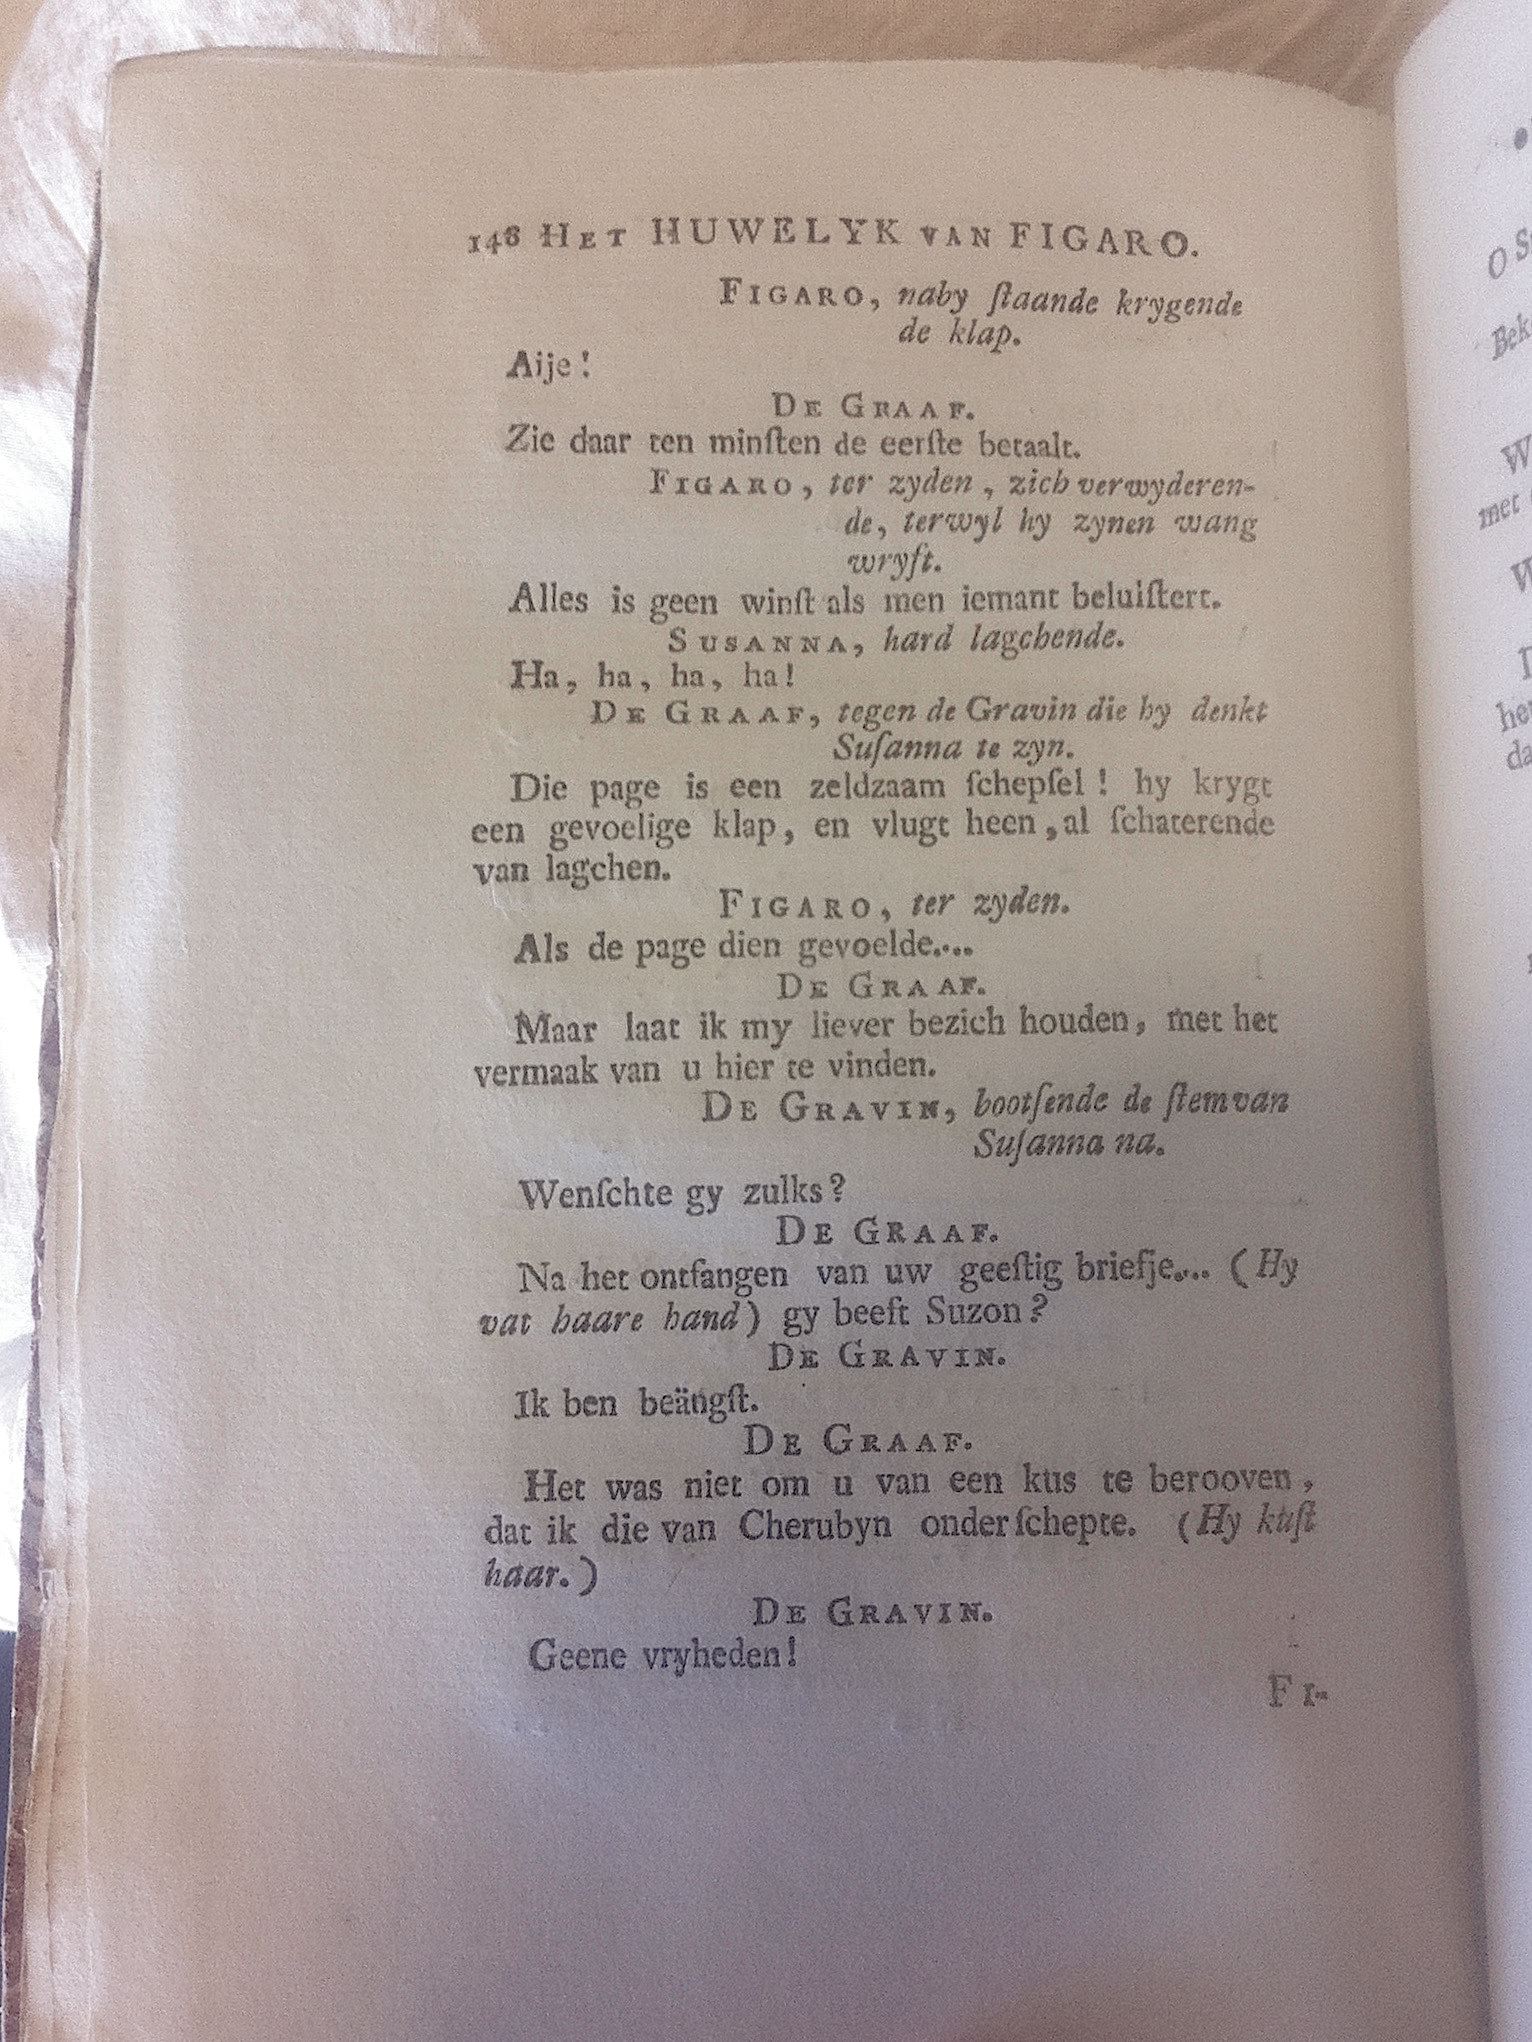 148 HET HUWELYK VAN FIGARO.
FIGARO, naby ſtaande krygende
de klap.
Aije!
DE GRAAF.
Zie daar ten minſten de eerſte betaalt.
FIGARO, ter zyden, zich verwyderen-
de, terwyl hy zynen wang
wryft.
Alles is geen winſt als men iemant beluiſtert.
SUSANNA, hard lagchende.
Ha, ha, ha, ha!
DE GRAAF, tegen de Gravin die hy denkt
Suſanna te zyn.
Die page is een zeldzaam ſchepſel! hy krygt
een gevoelige klap, en vlugt heen, al ſchaterende
van lagchen.
FIGARO, ter zyden.
Als de page dien gevoelde....
DE GRAAF.
Maar laat ik my liever bezich houden, met het
vermaak van u hier te vinden.
DE GRAVIN, bootſende de ſtem van
Suſanna na.
Wenſchte gy zulks?
DE GRAAF.
Na het ontfangen van uw geeſtig briefje.... (Hy
vat haare hand) gy beeft Suzon?
DE GRAVIN.
Ik ben beängſt.
DE GRAAF.
Het was niet om u van een kus te berooven,
dat ik die van Cherubyn onderſchepte. (Hy kuſt
haar.)
DE GRAVIN.
Geene vryheden!
FI-
O
Bek
W
met
W
he
da